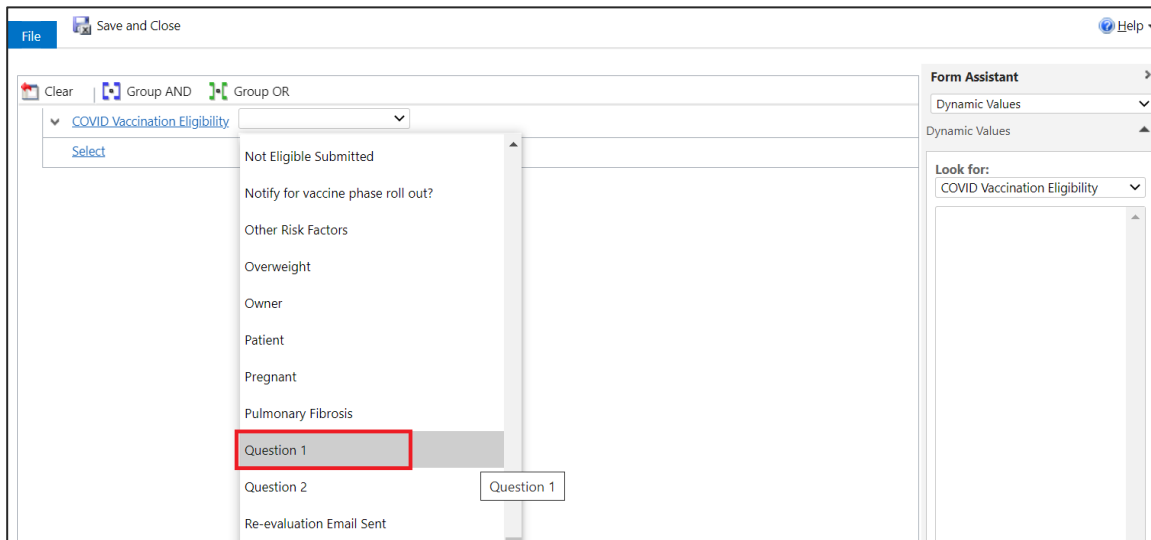 File
Save and Close
Help
Clear
Group AND
Group OR
Form Assistant
Dynamic Values
Dynamic Values
COVID Vaccination Eligibility
Select
Look for:
COVID Vaccination Eligibility
Not Eligible Submitted
Notify for vaccine phase roll out?
Other Risk Factors
Overweight
Owner
Patient
Pregnant
Pulmonary Fibrosis
Question 1
Question 2
Question 1
Re-evaluation Email Sent